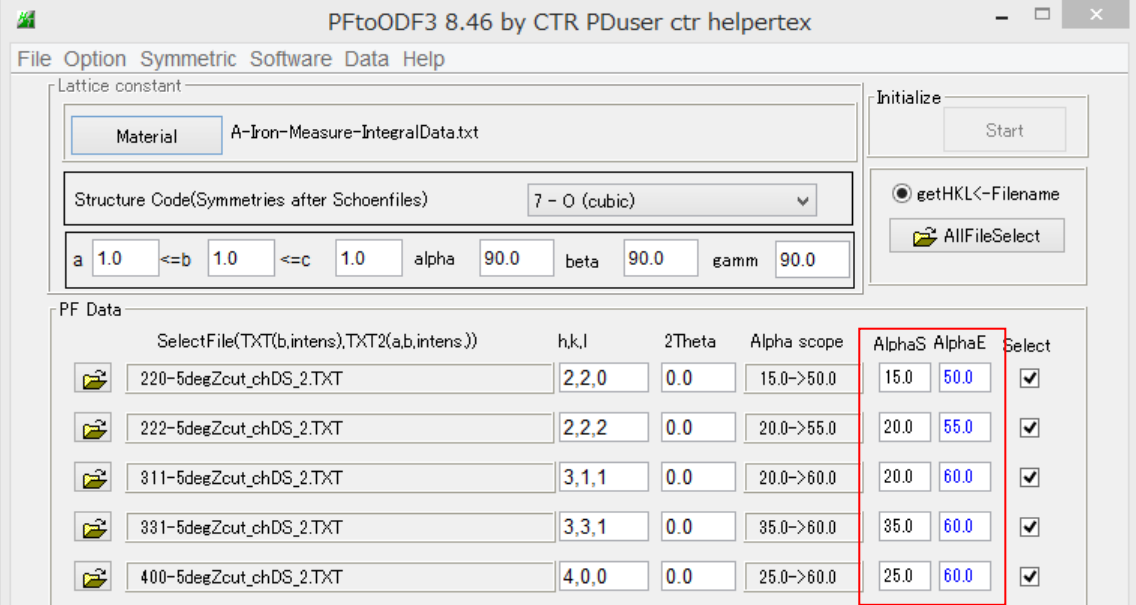 PFtoODF3 8.46 by CTR PDuser ctr helpertex
File Option Symmetric Software Data Help
Lattice constant
Initialize
Material A-Iron-Measure-IntegralData.txt
Start
Structure Code(Symmetries after Schoenfiles) 7 - O (cubic)
getHKL<-Filename
AllFileSelect
a 1.0 <=b 1.0 <=c 1.0 alpha 90.0 beta 90.0 gamm 90.0
PF Data
SelectFile(TXT(b,intens),TXT2(a,b,intens.)) h,k,l 2Theta Alpha scope AlphaS AlphaE Select
220-5degZcut_chDS_2.TXT 2,2,0 0.0 15.0->50.0 15.0 50.0
222-5degZcut_chDS_2.TXT 2,2,2 0.0 20.0->55.0 20.0 55.0
311-5degZcut_chDS_2.TXT 3,1,1 0.0 20.0->60.0 20.0 60.0
331-5degZcut_chDS_2.TXT 3,3,1 0.0 35.0->60.0 35.0 60.0
400-5degZcut_chDS_2.TXT 4,0,0 0.0 25.0->60.0 25.0 60.0